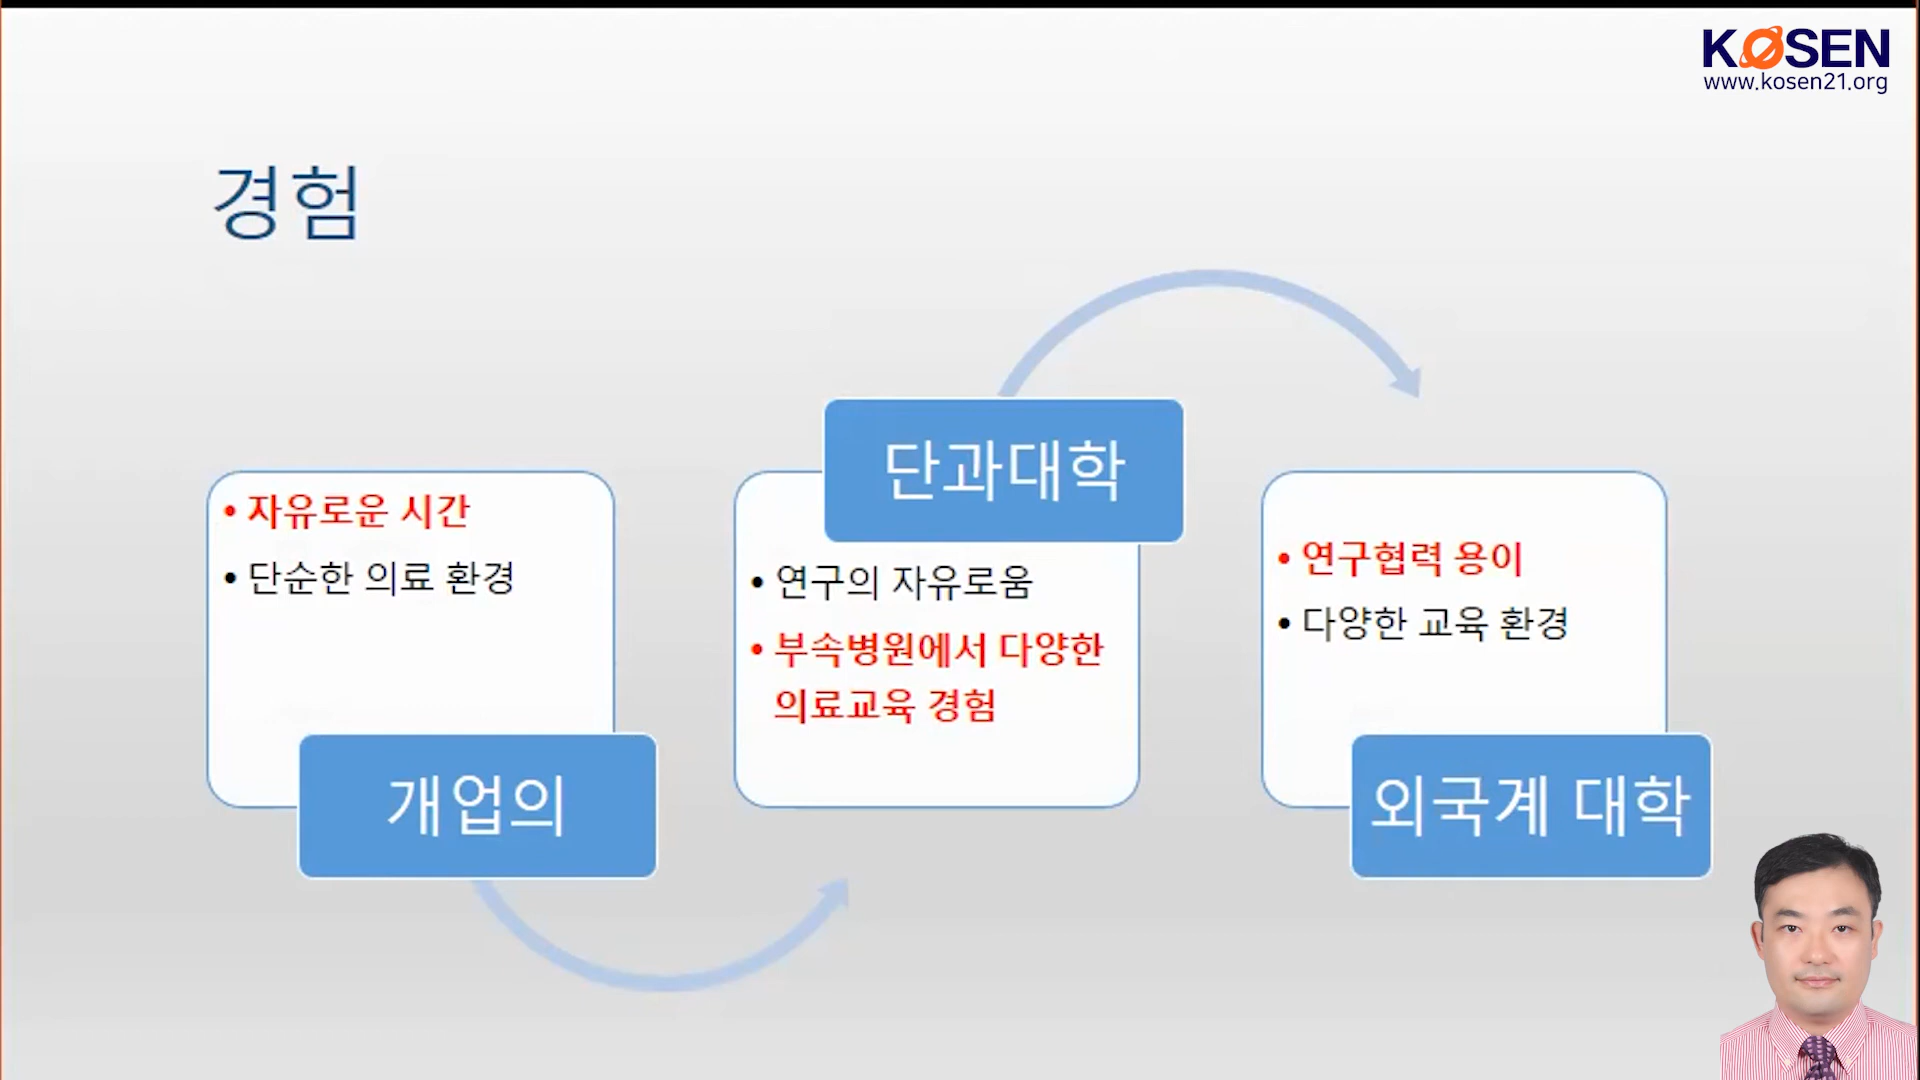 KOSEN
www.kosen21.org
경험
• 자유로운 시간
• 단순한 의료 환경
개업의
단과대학
• 연구의 자유로움
• 부속병원에서 다양한
의료교육 경험
• 연구협력 용이
• 다양한 교육 환경
외국계 대학